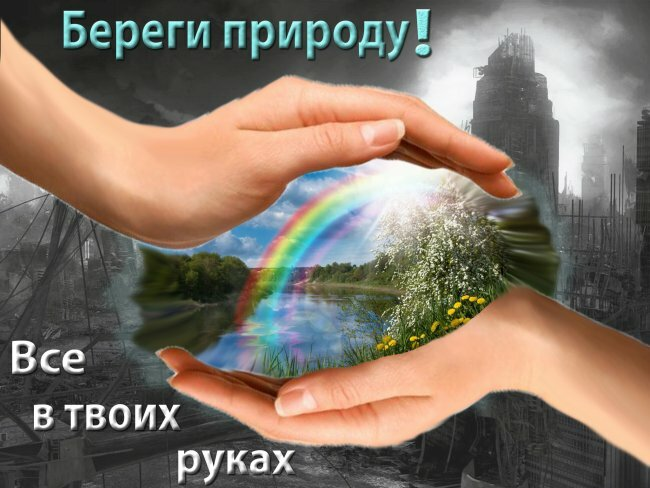 Береги природу!
Все
в твоих
руках